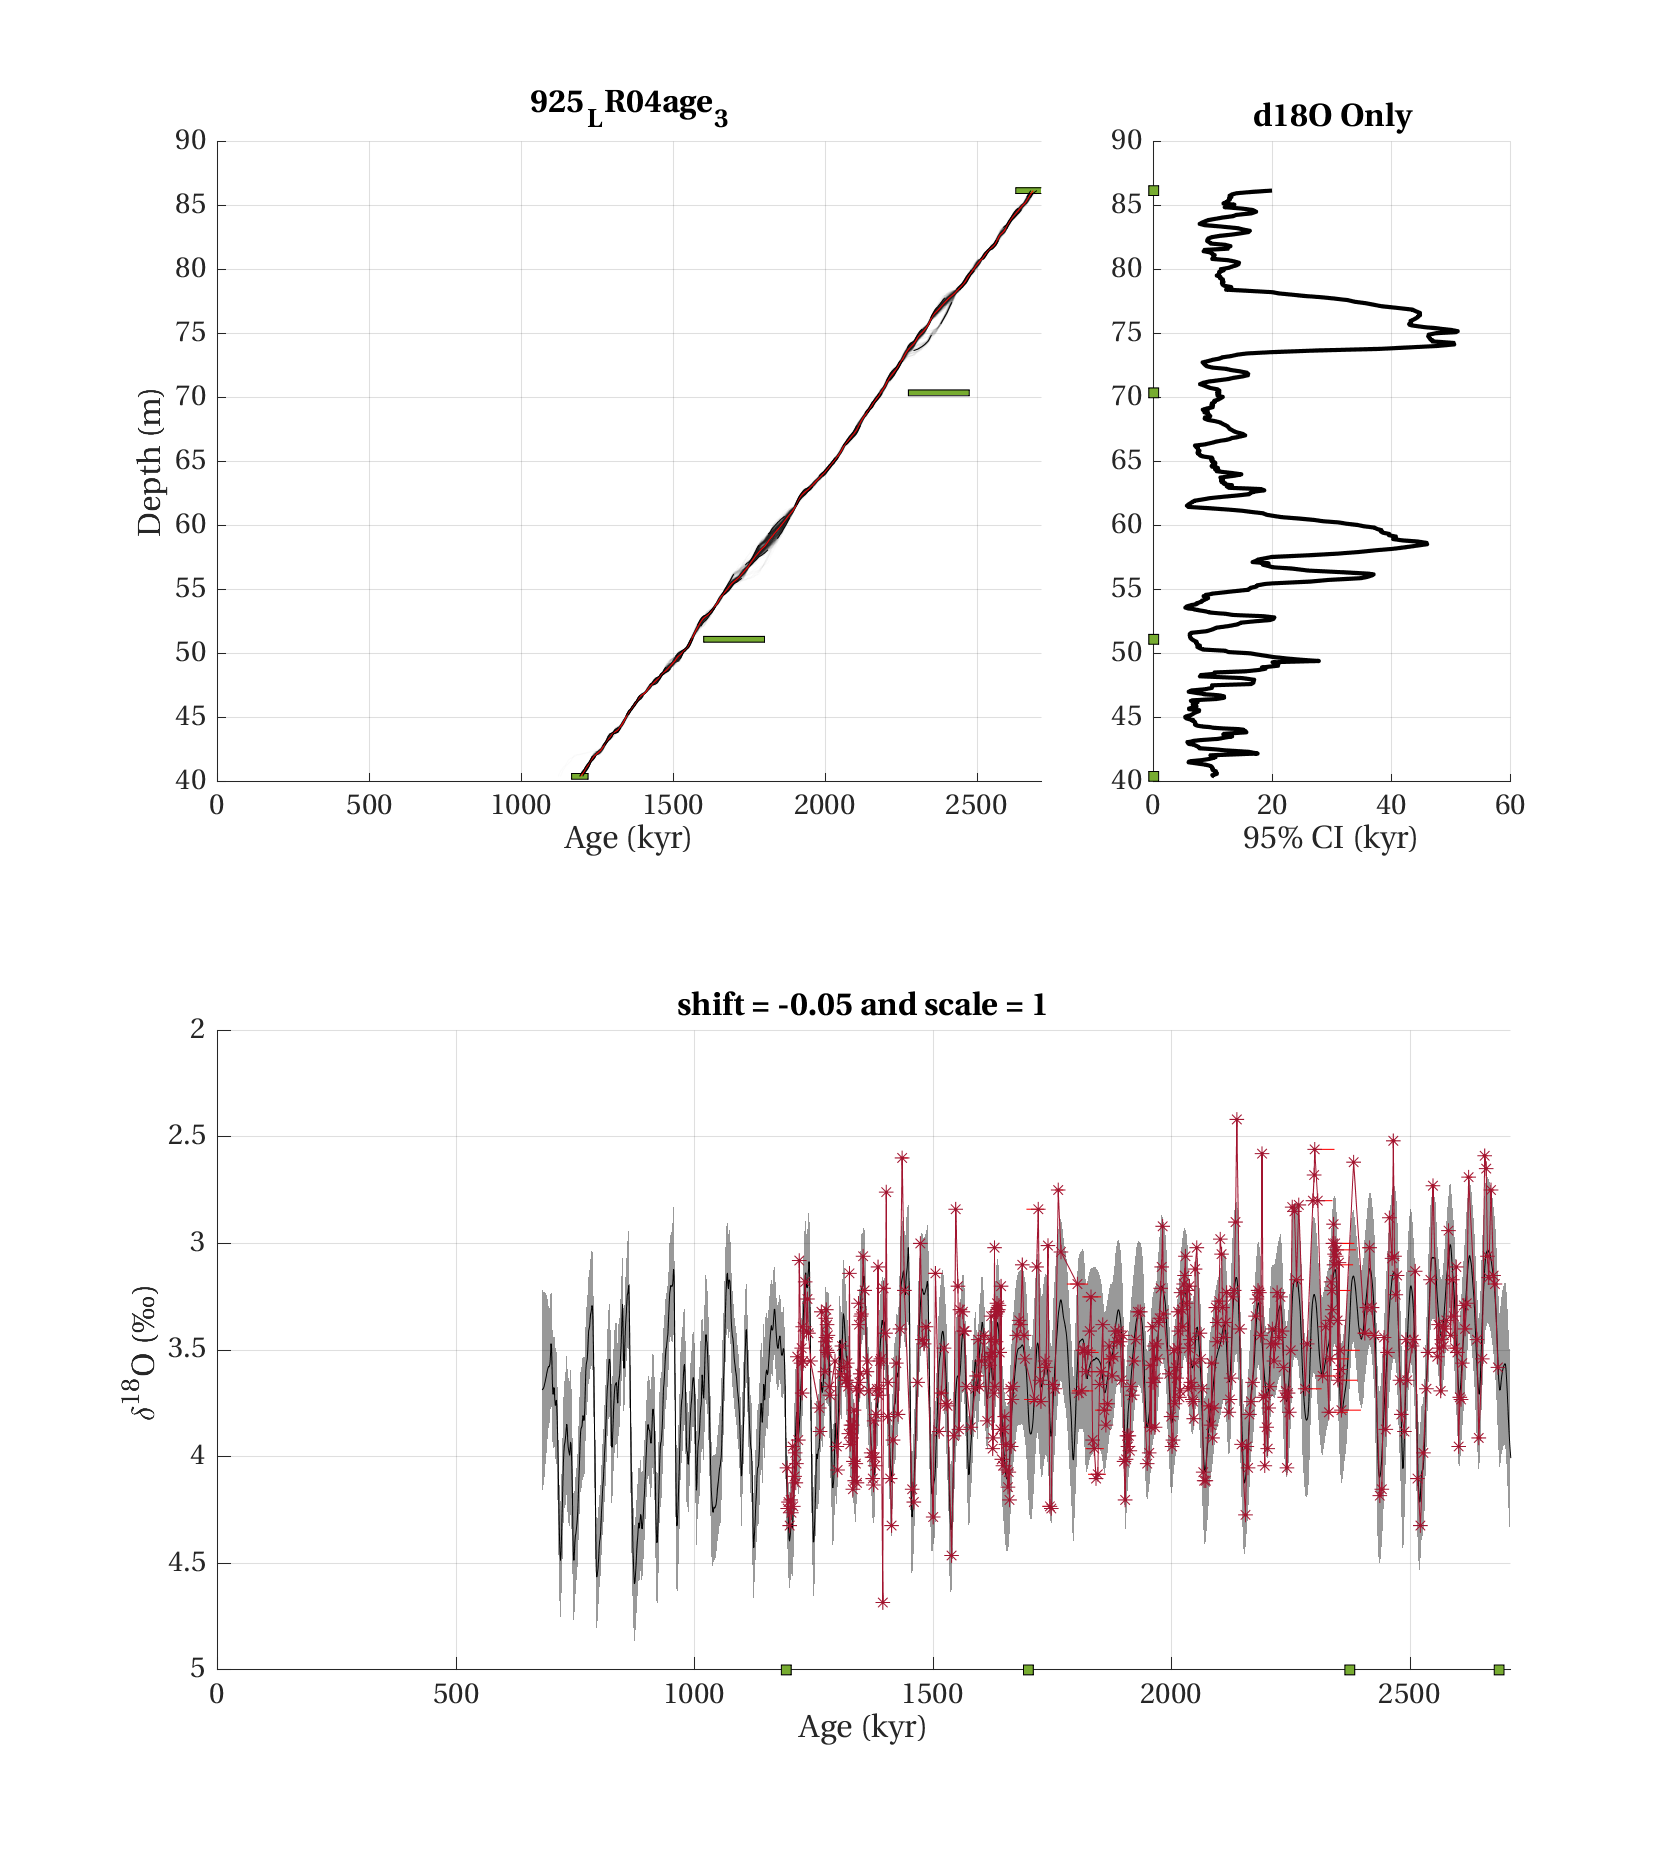 925_L R04age_3
90
85
80
75
70
65
60
55
50
45
40
0 500 1000 1500 2000 2500
Depth (m)
Age (kyr)
d18O Only
90
85
80
75
70
65
60
55
50
45
40
0 20 40 60
95% CI (kyr)
shift = -0.05 and scale = 1
2
2.5
3
3.5
4
4.5
5
0 500 1000 1500 2000 2500
δ¹⁸O (‰)
Age (kyr)